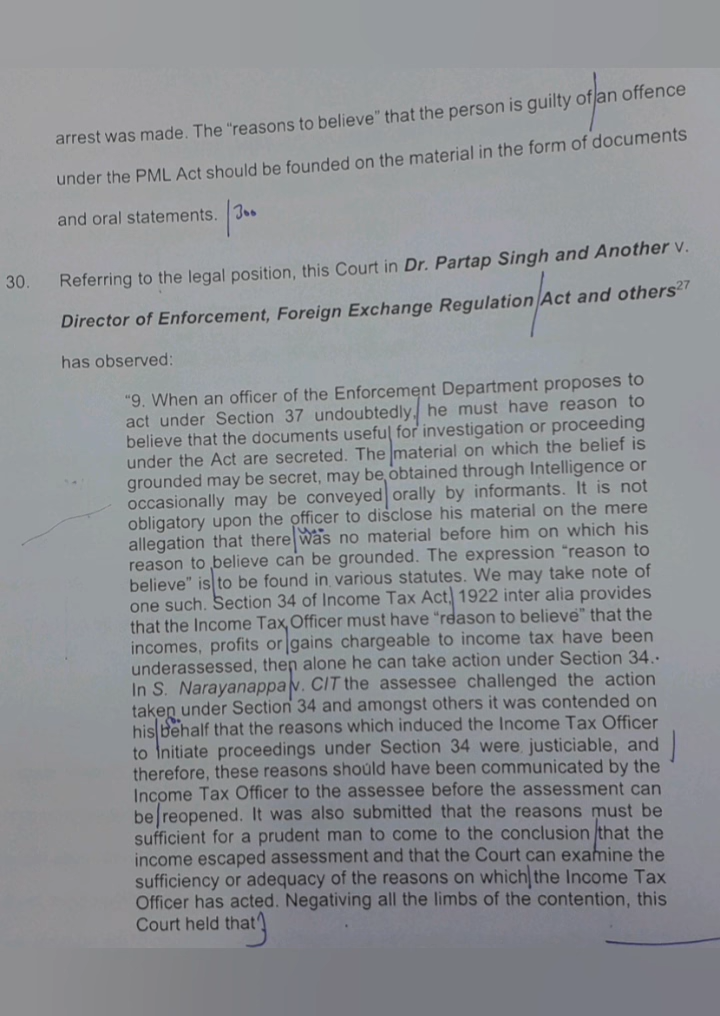 arrest was made. The “reasons to believe” that the person is guilty of an offence
under the PML Act should be founded on the material in the form of documents
and oral statements. 300
30. Referring to the legal position, this Court in Dr. Partap Singh and Another v.
Director of Enforcement, Foreign Exchange Regulation Act and others27
has observed:
“9. When an officer of the Enforcement Department proposes to
act under Section 37 undoubtedly, he must have reason to
believe that the documents useful for investigation or proceeding
under the Act are secreted. The material on which the belief is
grounded may be secret, may be obtained through Intelligence or
occasionally may be conveyed orally by informants. It is not
obligatory upon the officer to disclose his material on the mere
allegation that there was no material before him on which his
reason to believe can be grounded. The expression “reason to
believe” is to be found in various statutes. We may take note of
one such. Section 34 of Income Tax Act, 1922 inter alia provides
that the Income Tax Officer must have “reason to believe” that the
incomes, profits or gains chargeable to income tax have been
underassessed, then alone he can take action under Section 34.
In S. Narayanappa v. CIT the assessee challenged the action
taken under Section 34 and amongst others it was contended on
his behalf that the reasons which induced the Income Tax Officer
to initiate proceedings under Section 34 were justiciable, and
therefore, these reasons should have been communicated by the
Income Tax Officer to the assessee before the assessment can
be reopened. It was also submitted that the reasons must be
sufficient for a prudent man to come to the conclusion that the
income escaped assessment and that the Court can examine the
sufficiency or adequacy of the reasons on which the Income Tax
Officer has acted. Negativing all the limbs of the contention, this
Court held that